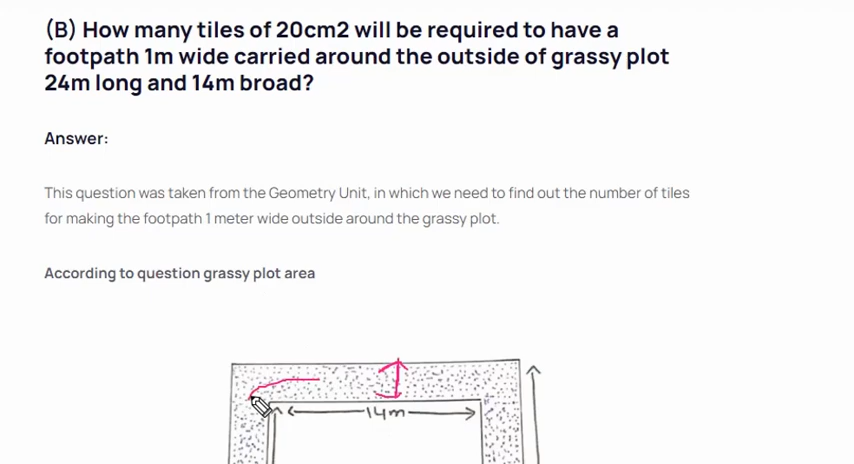 (B) How many tiles of 20cm2 will be required to have a
footpath 1m wide carried around the outside of grassy plot
24m long and 14m broad?
Answer:
This question was taken from the Geometry Unit, in which we need to find out the number of tiles
for making the footpath 1 meter wide outside around the grassy plot.
According to question grassy plot area
14m